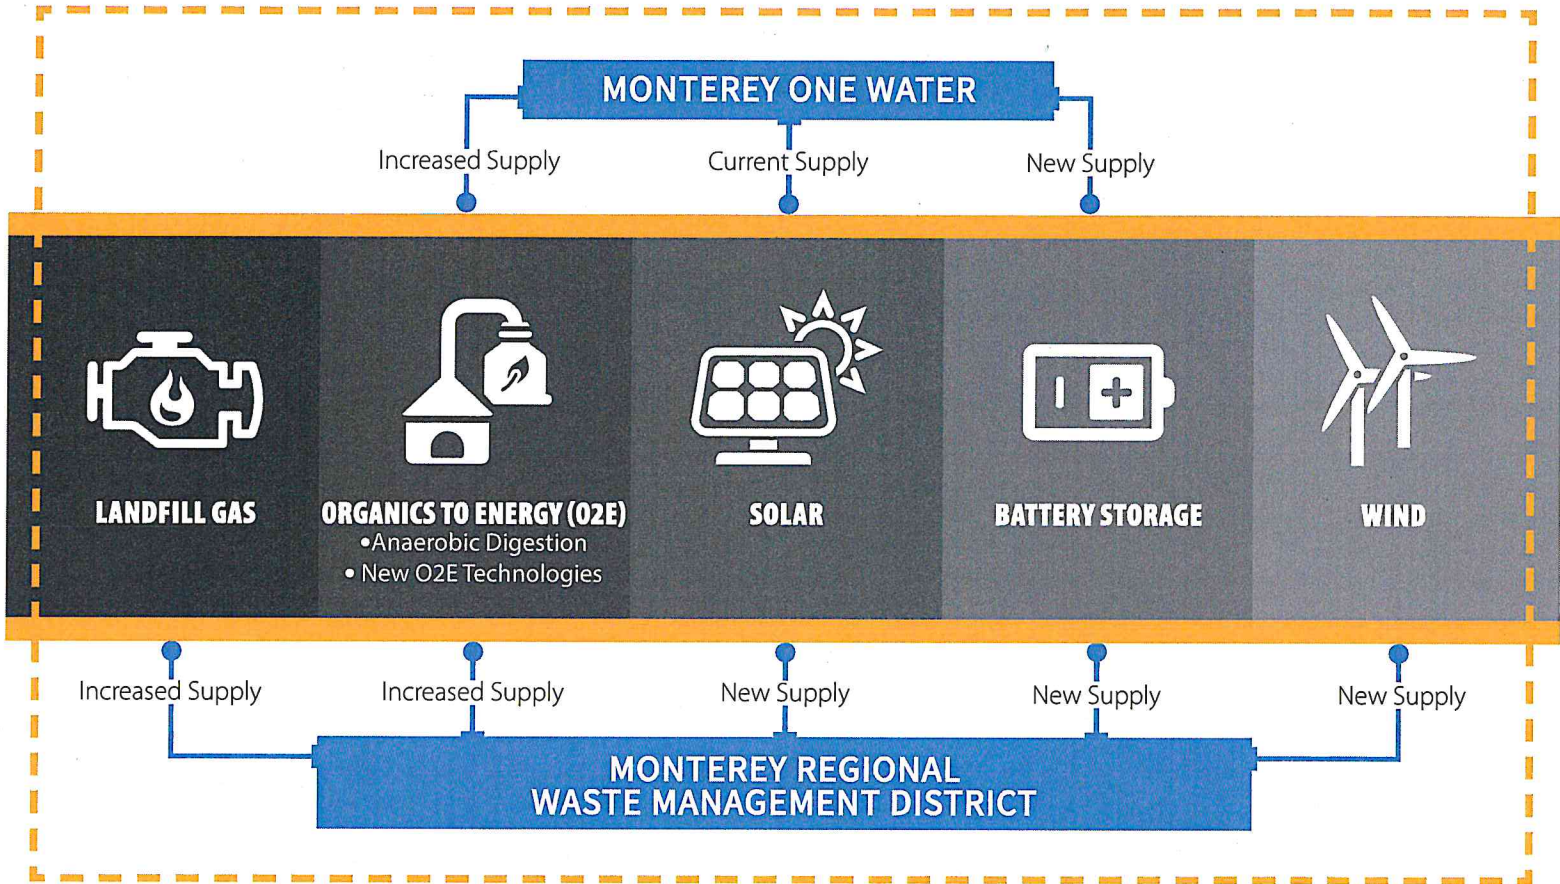 MONTEREY ONE WATER
Increased Supply
Current Supply
New Supply
LANDFILL GAS
ORGANICS TO ENERGY (O2E)
•Anaerobic Digestion
• New O2E Technologies
SOLAR
BATTERY STORAGE
WIND
Increased Supply
Increased Supply
New Supply
New Supply
New Supply
MONTEREY REGIONAL
WASTE MANAGEMENT DISTRICT